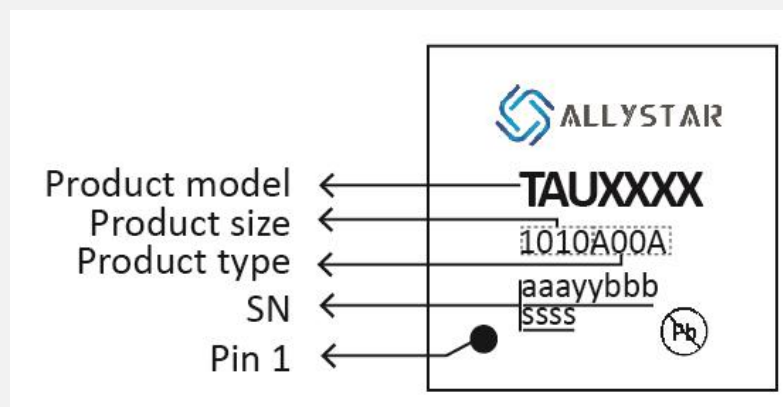 ALLYSTAR
Product model
TAUXXXX
Product size
1010A00A
Product type
SN
aaayybbb
ssss
Pb
Pin 1